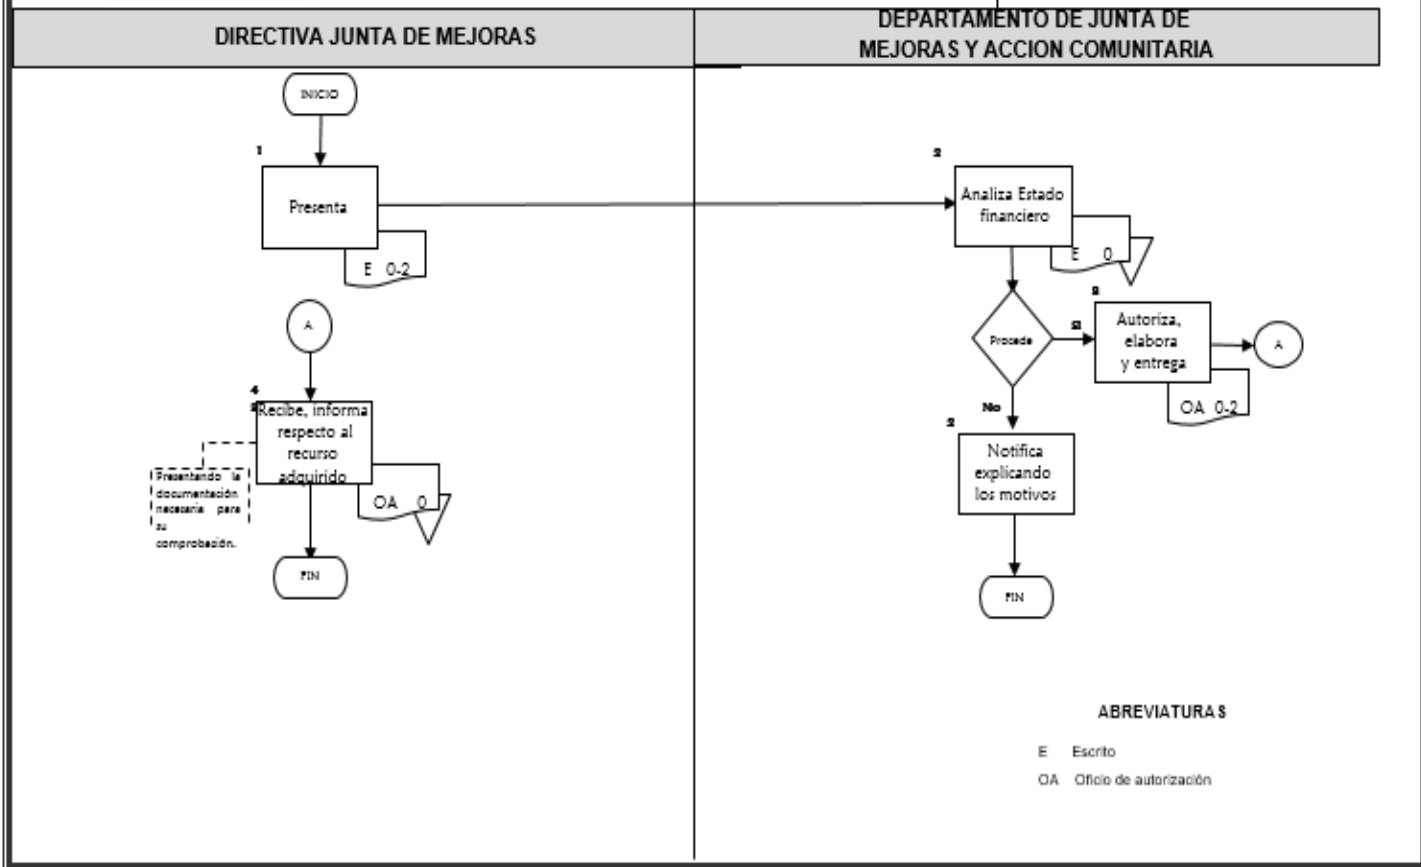 DIRECTIVA JUNTA DE MEJORAS
DEPARTAMENTO DE JUNTA DE
MEJORAS Y ACCION COMUNITARIA
INICIO
1
Presenta
E 0-2
A
4
Recibe, informa
respecto al
recurso
adquirido
Presentando la
documentación
necesaria para
su
comprobación.
OA 0
FIN
2
Analiza Estado
financiero
E 0
Procede
SI
Autoriza,
elabora
y entrega
OA 0-2
A
No
2
Notifica
explicando
los motivos
FIN
ABREVIATURAS
E Escrito
OA Oficio de autorización